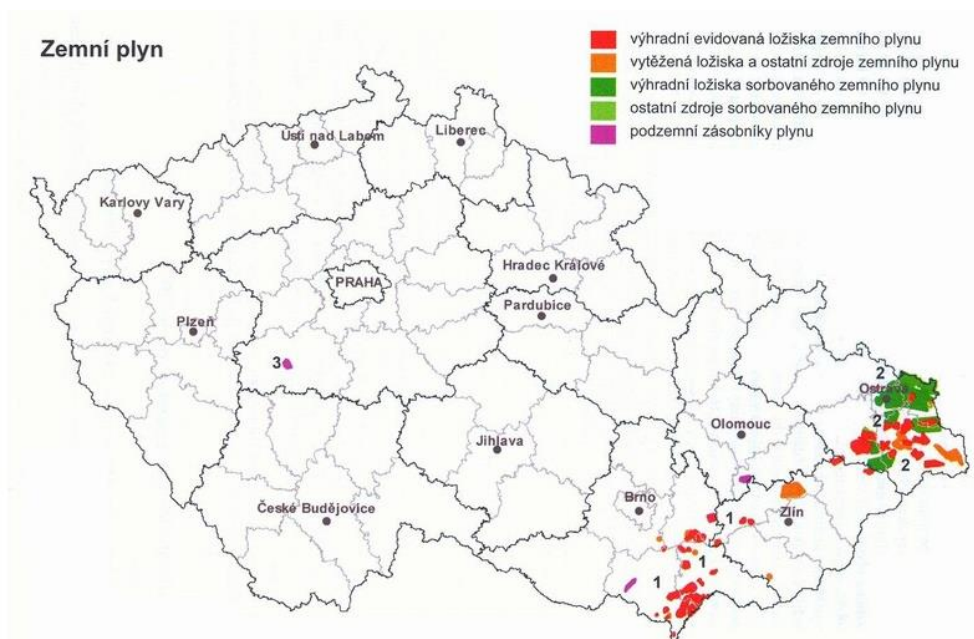 Zemní plyn
výhradní evidovaná ložiska zemního plynu
vytěžená ložiska a ostatní zdroje zemního plynu
výhradní ložiska sorbovaného zemního plynu
ostatní zdroje sorbovaného zemního plynu
podzemní zásobníky plynu
Ústí nad Labem
Liberec
Karlovy Vary
Hradec Králové
PRAHA
Pardubice
Plzeň
3
2
Ostrava
2
Olomouc
Jihlava
2
Brno
1
Zlín
České Budějovice
1
1